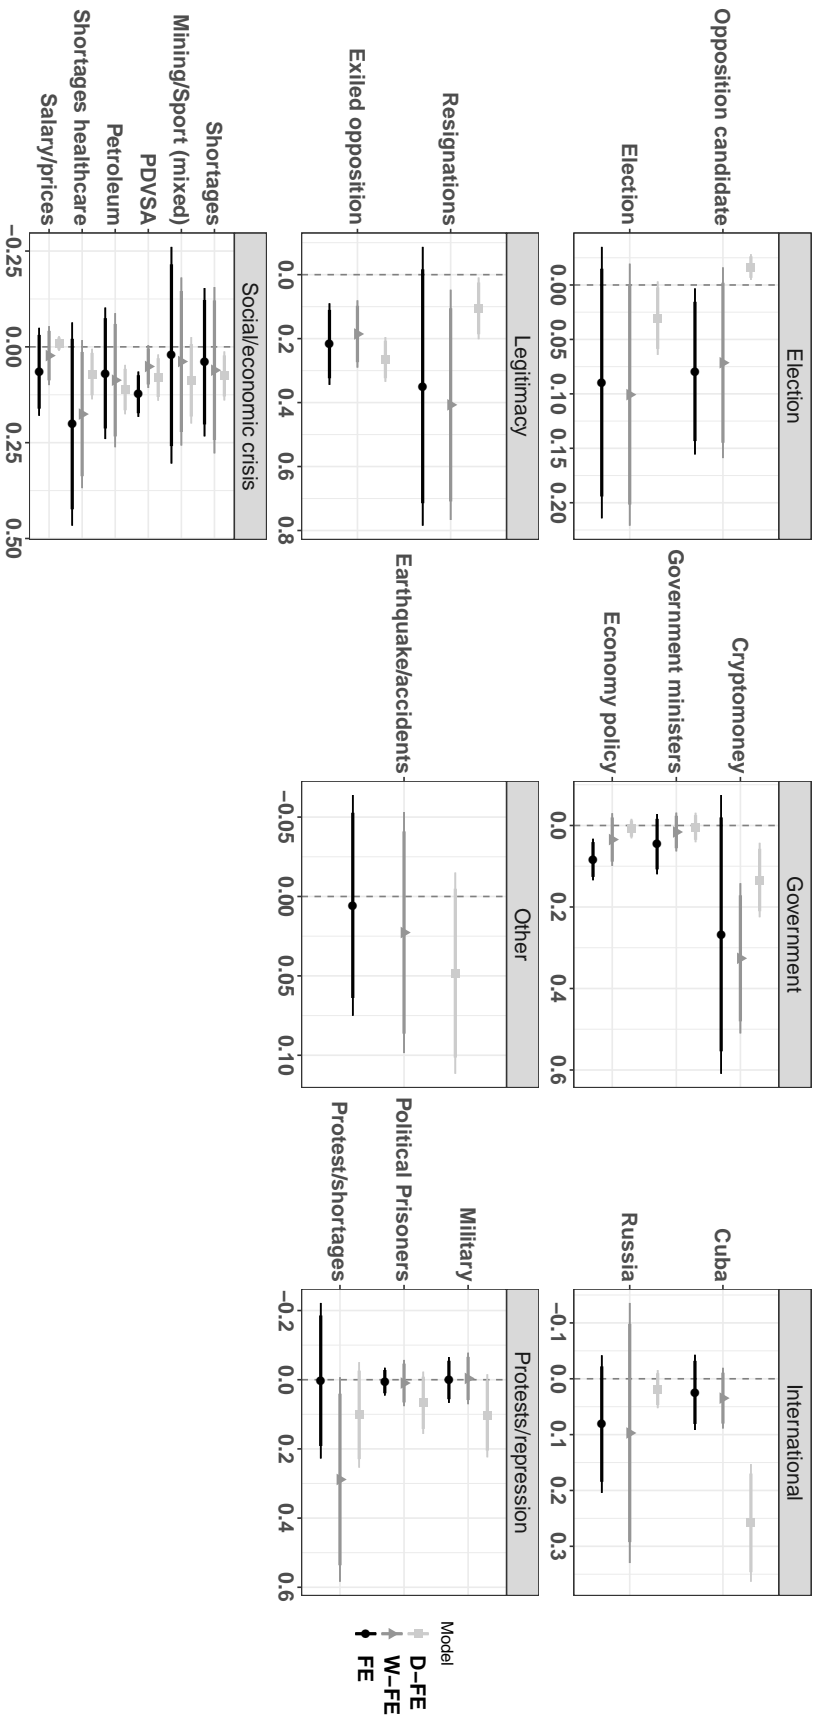 Election
Opposition candidate
Election
0.00 0.05 0.10 0.15 0.20
Government
Cryptomoney
Government ministers
Economy policy
0.0 0.2 0.4 0.6
International
Cuba
Russia
−0.1 0.0 0.1 0.2 0.3
Legitimacy
Resignations
Exiled opposition
0.0 0.2 0.4 0.6 0.8
Other
Earthquake/accidents
−0.05 0.00 0.05 0.10
Protests/repression
Military
Political Prisoners
Protest/shortages
−0.2 0.0 0.2 0.4 0.6
Social/economic crisis
Shortages
Mining/Sport (mixed)
PDVSA
Petroleum
Shortages healthcare
Salary/prices
−0.25 0.00 0.25 0.50
Model
D−FE
W−FE
FE